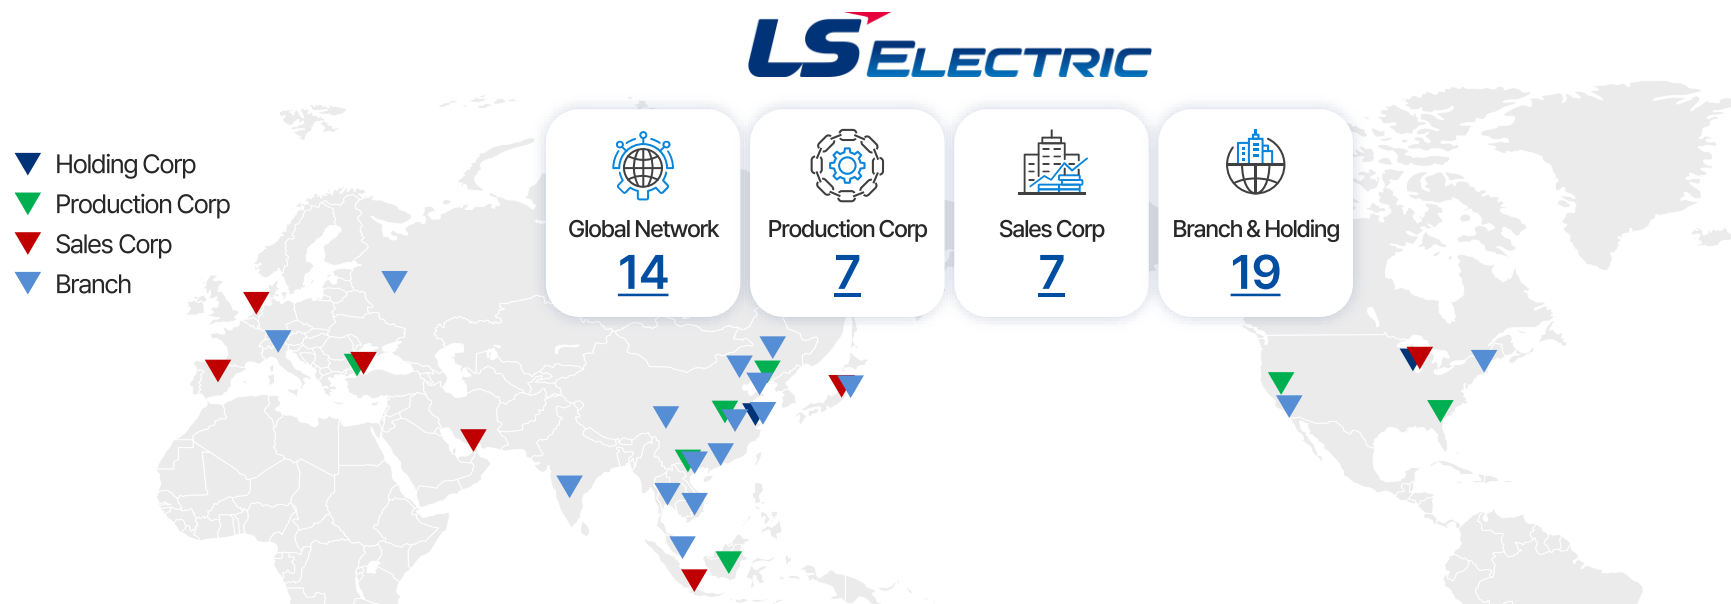 LS ELECTRIC
Holding Corp
Production Corp
Sales Corp
Branch
Global Network
14
Production Corp
7
Sales Corp
7
Branch & Holding
19